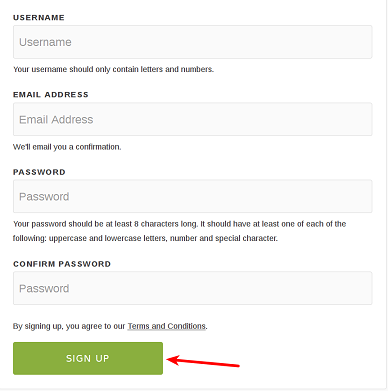 USERNAME
Username
Your username should only contain letters and numbers.
EMAIL ADDRESS
Email Address
We'll email you a confirmation.
PASSWORD
Password
Your password should be at least 8 characters long. It should have at least one of each of the
following: uppercase and lowercase letters, number and special character.
CONFIRM PASSWORD
Password
By signing up, you agree to our Terms and Conditions.
SIGN UP